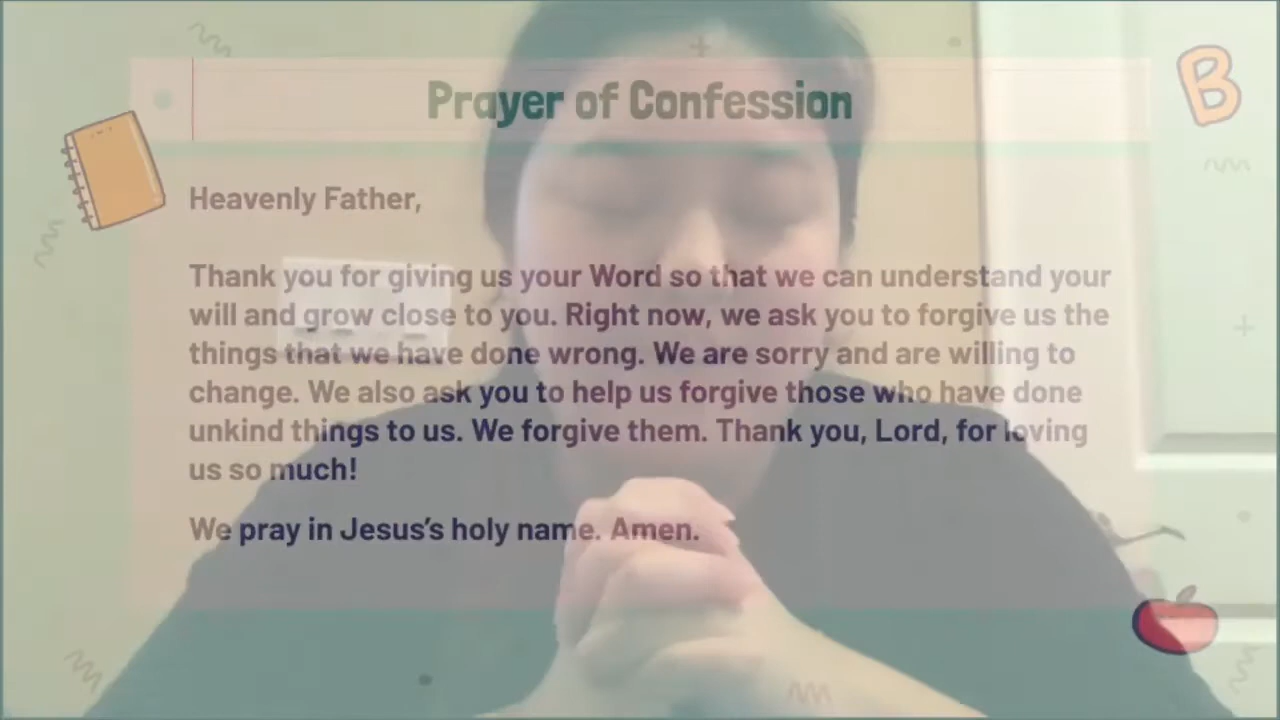 Prayer of Confession
B
Heavenly Father,
Thank you for giving us your Word so that we can understand your
will and grow close to you. Right now, we ask you to forgive us the
things that we have done wrong. We are sorry and are willing to
change. We also ask you to help us forgive those who have done
unkind things to us. We forgive them. Thank you, Lord, for loving
us so much!
We pray in Jesus’s holy name. Amen.